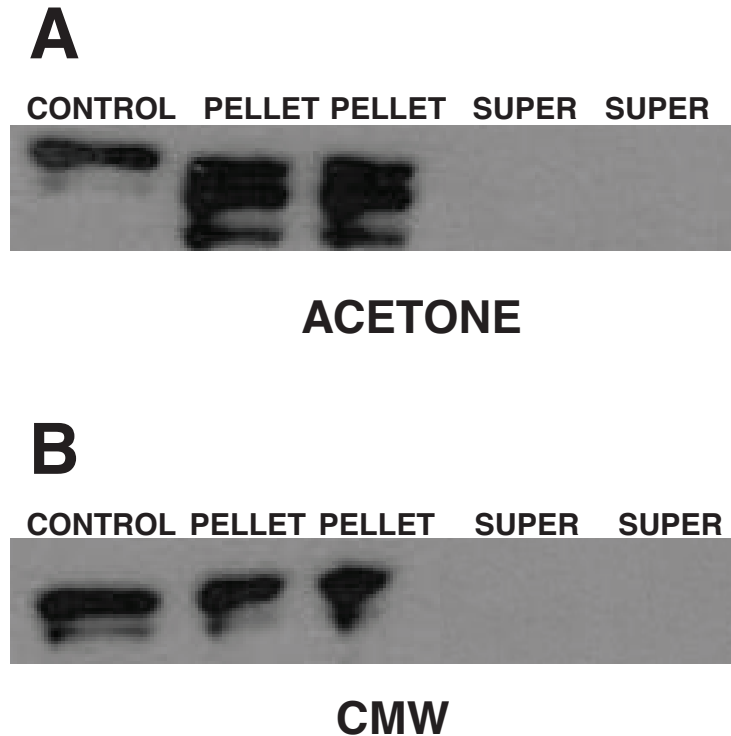 A
CONTROL PELLET PELLET SUPER SUPER
ACETONE
B
CONTROL PELLET PELLET SUPER SUPER
CMW